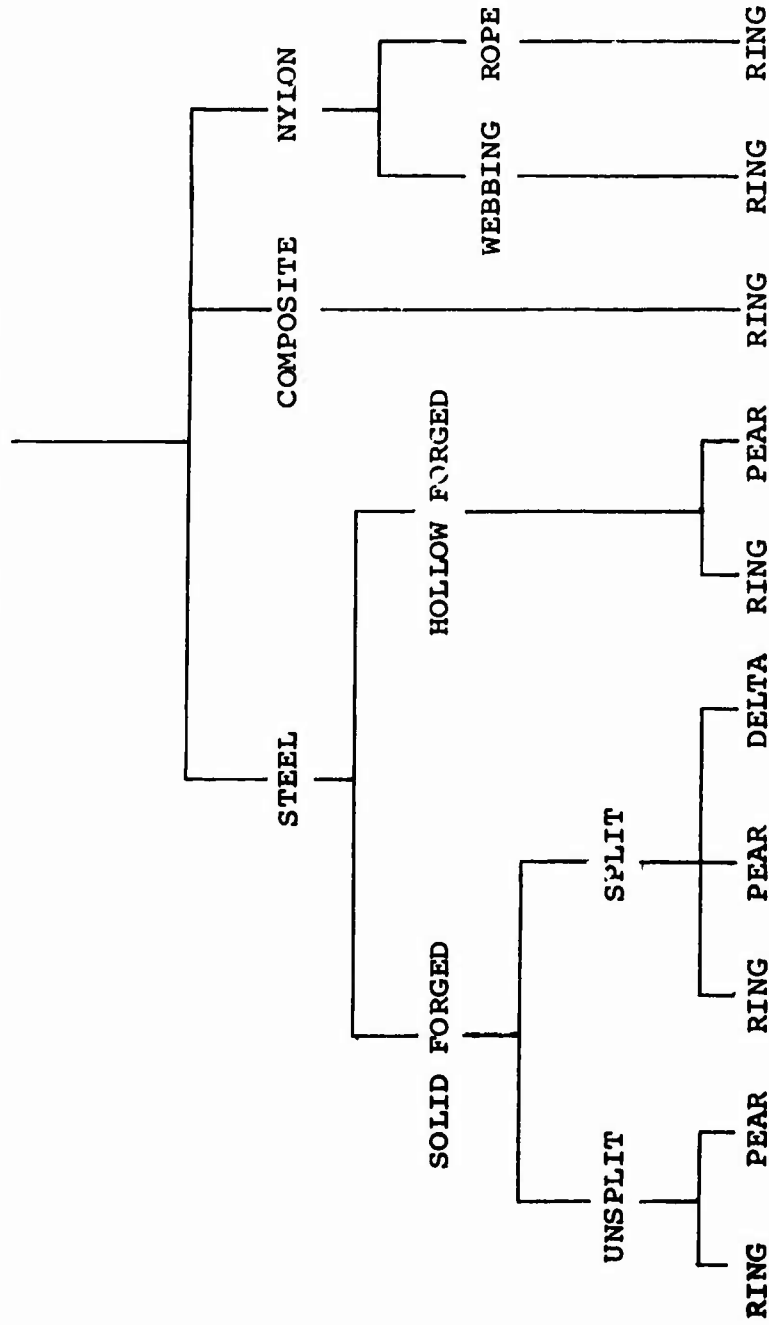 STEEL COMPOSITE NYLON
SOLID FORGED HOLLOW FORGED WEBBING ROPE
UNSPLIT SPLIT
RING PEAR RING PEAR DELTA RING PEAR RING RING RING